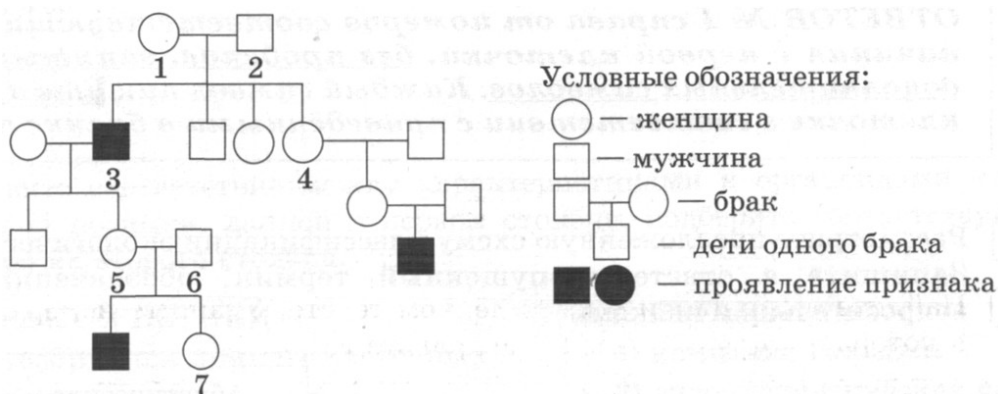 1
2
3
4
5
6
7
Условные обозначения:
— женщина
— мужчина
— брак
— дети одного брака
— проявление признака